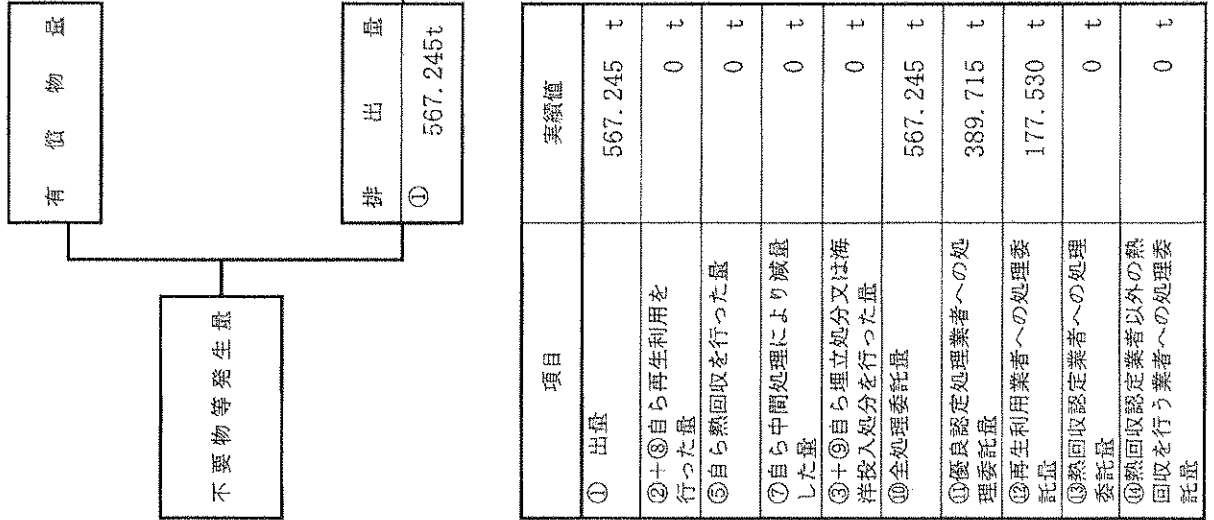 有償物量
不要物等発生量
排出量
① 567.245t
項目 実績値
① 出量 567.245 t
②+⑧自ら再生利用を
行った量 0 t
⑤自ら熱回収を行った量 0 t
⑦自ら中間処理により減量
した量 0 t
③+⑨自ら埋立処分又は海
洋投入処分を行った量 0 t
⑩全処理委託量 567.245 t
⑪優良認定処理業者への処
理委託量 389.715 t
⑫再生利用業者への処理委
託量 177.530 t
⑬熱回収認定業者への処理
委託量 0 t
⑭熱回収認定業者以外の熱
回収を行う業者への処理委
託量 0 t